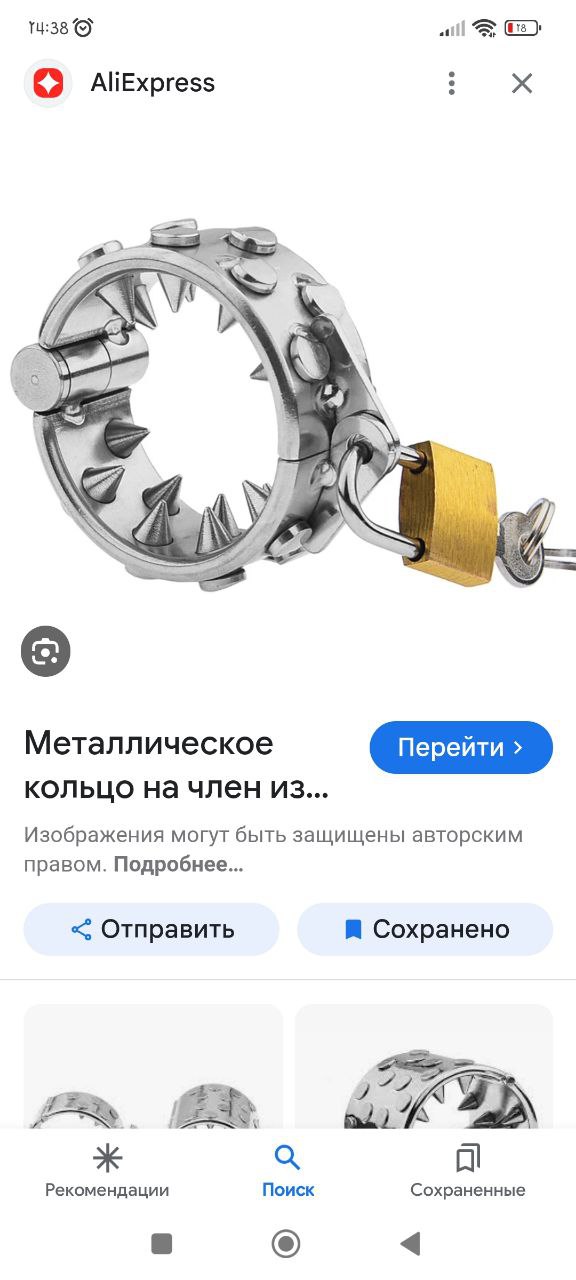 14:38
18
AliExpress
Металлическое
кольцо на член из...
Перейти
Изображения могут быть защищены авторским
правом. Подробнее...
Отправить
Сохранено
Рекомендации
Поиск
Сохраненные